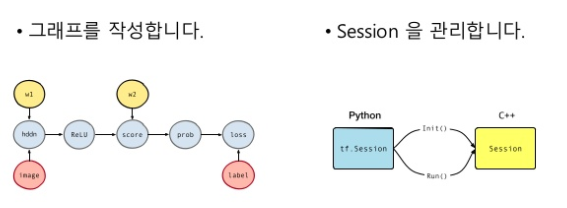 • 그래프를 작성합니다.
w1
w2
hddn
ReLU
score
prob
loss
image
label
• Session 을 관리합니다.
Python
C++
tf.Session
Init()
Run()
Session